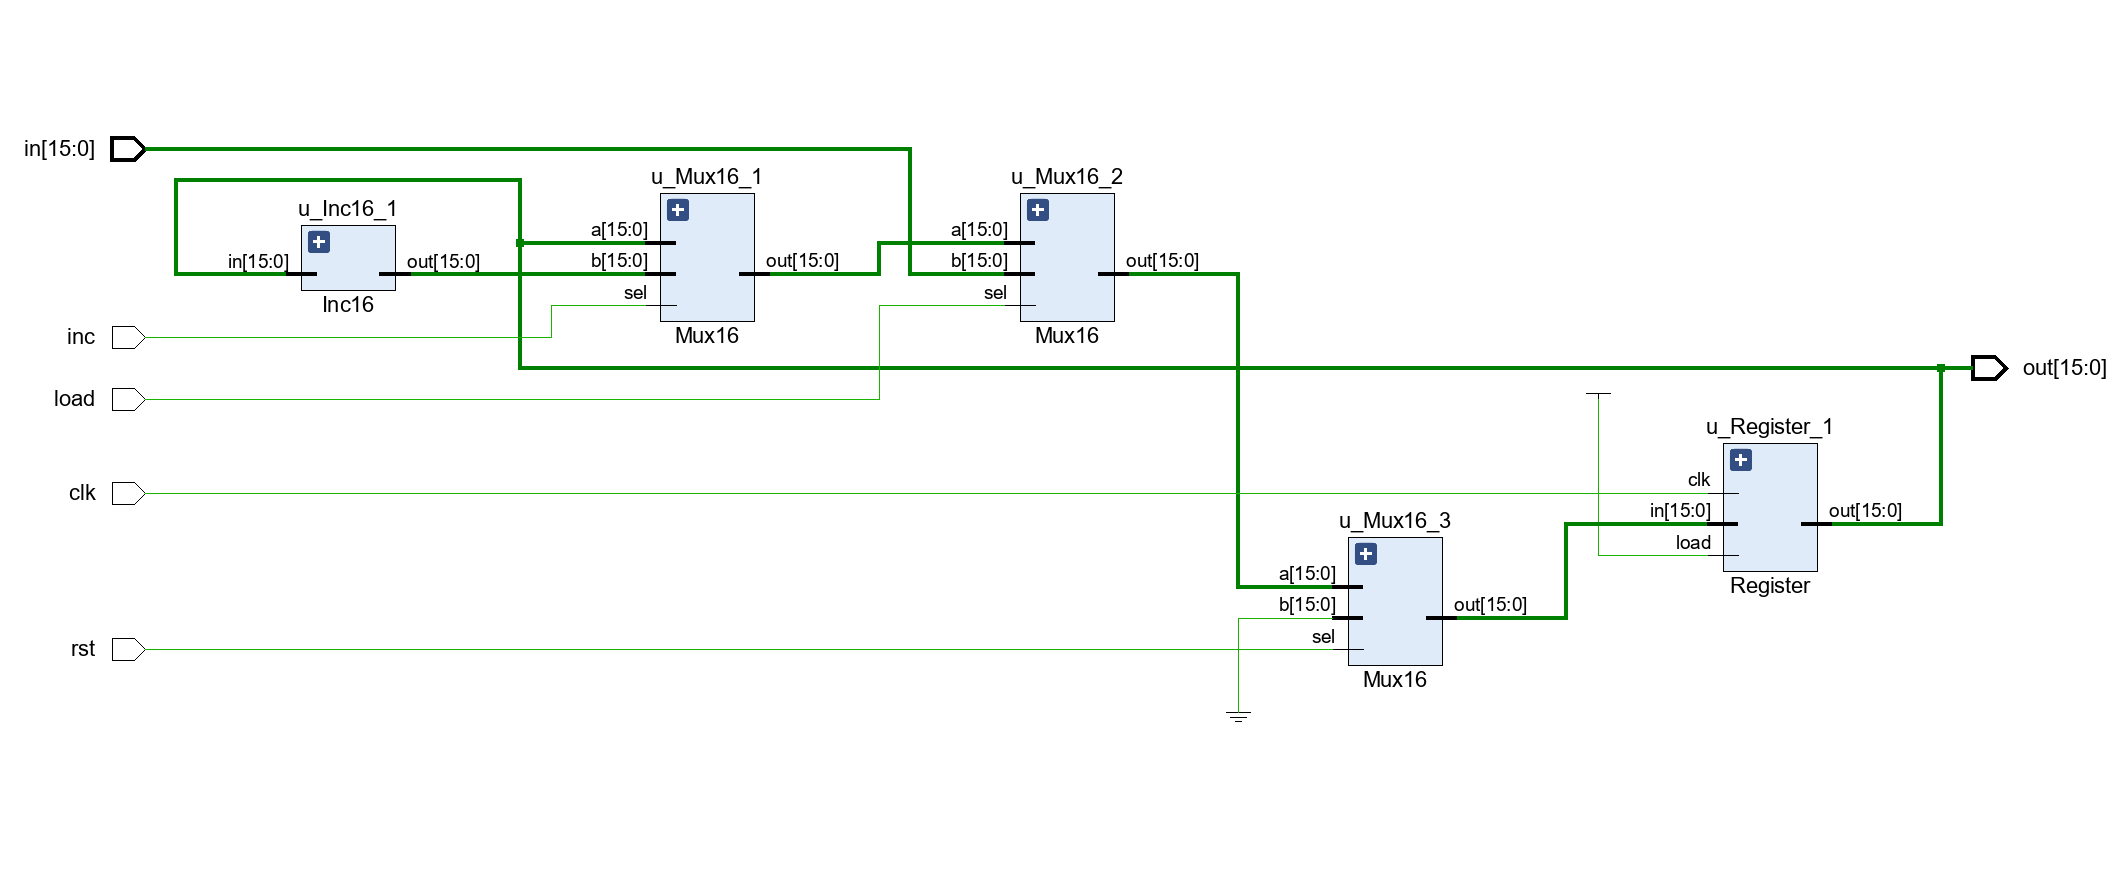 in[15:0]
u_Inc16_1
in[15:0]
out[15:0]
Inc16
u_Mux16_1
a[15:0]
b[15:0]
sel
out[15:0]
Mux16
u_Mux16_2
a[15:0]
b[15:0]
sel
out[15:0]
Mux16
inc
load
clk
rst
u_Mux16_3
a[15:0]
b[15:0]
sel
out[15:0]
Mux16
u_Register_1
clk
in[15:0]
load
out[15:0]
Register
out[15:0]